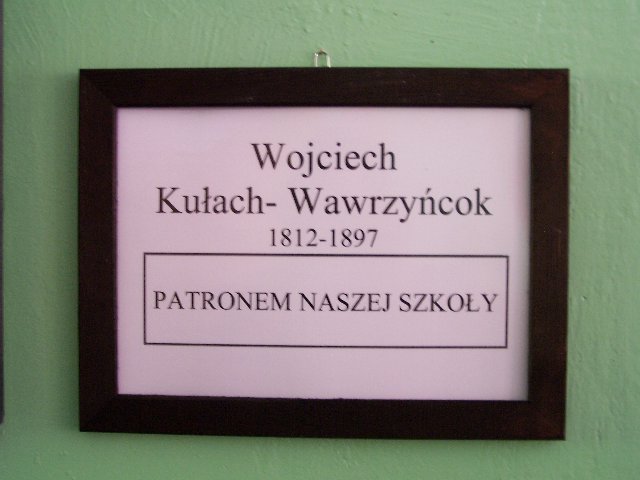 Wojciech
Kułach- Wawrzyńcok
1812-1897
PATRONEM NASZEJ SZKOŁY